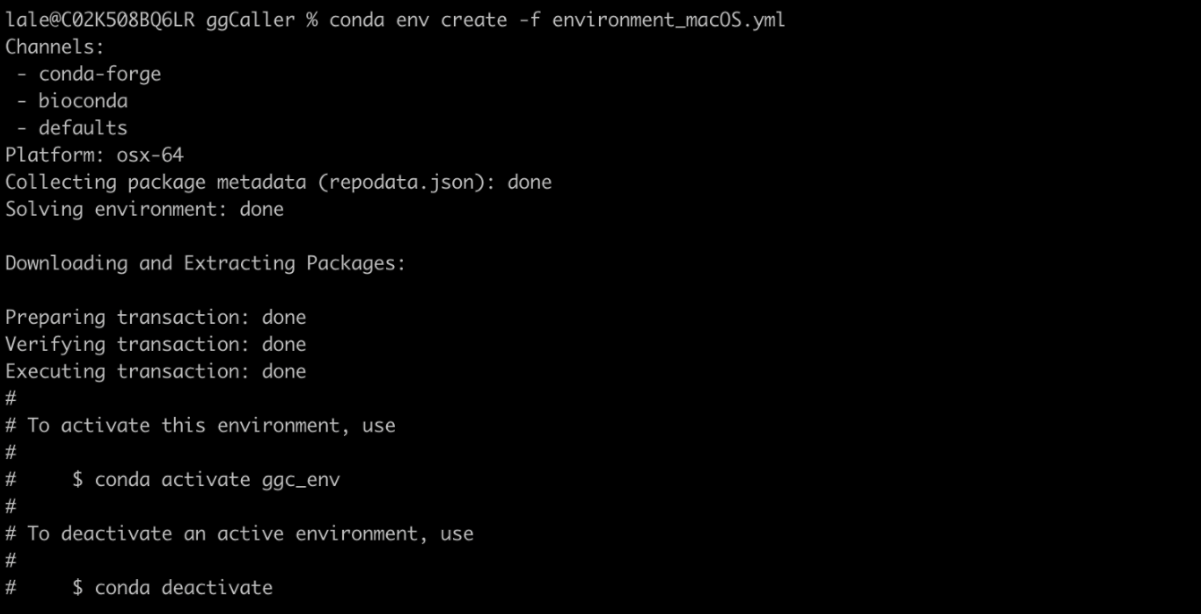 lale@C02K508BQ6LR ggCaller % conda env create -f environment_macOS.yml
Channels:
 - conda-forge
 - bioconda
 - defaults
Platform: osx-64
Collecting package metadata (repodata.json): done
Solving environment: done
Downloading and Extracting Packages:
Preparing transaction: done
Verifying transaction: done
Executing transaction: done
#
# To activate this environment, use
#
#     $ conda activate ggc_env
#
# To deactivate an active environment, use
#
#     $ conda deactivate